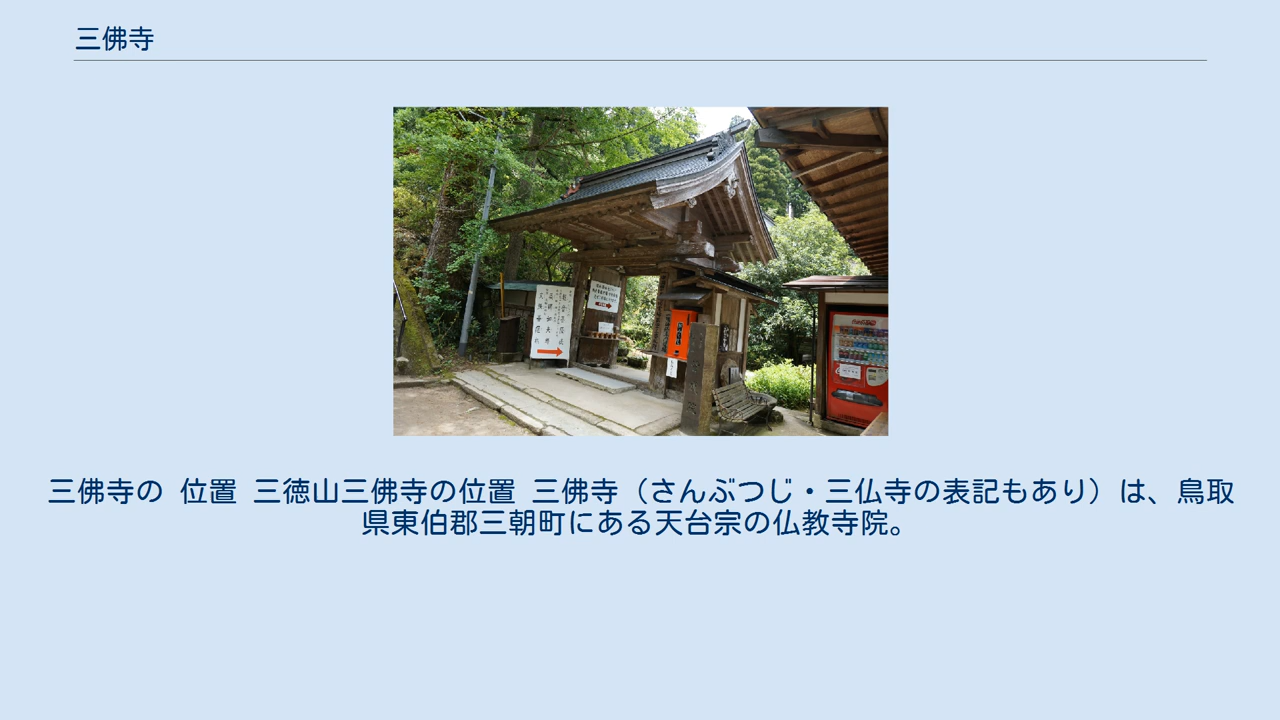 三佛寺
三佛寺の 位置 三徳山三佛寺の位置 三佛寺（さんぶつじ・三仏寺の表記もあり）は、鳥取
県東伯郡三朝町にある天台宗の仏教寺院。